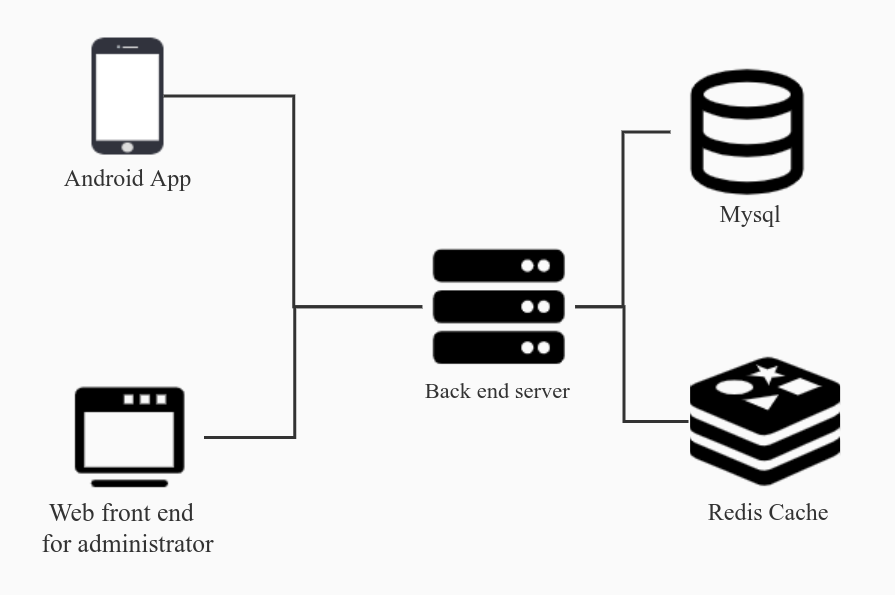 Android App
Mysql
Back end server
Web front end
for administrator
Redis Cache